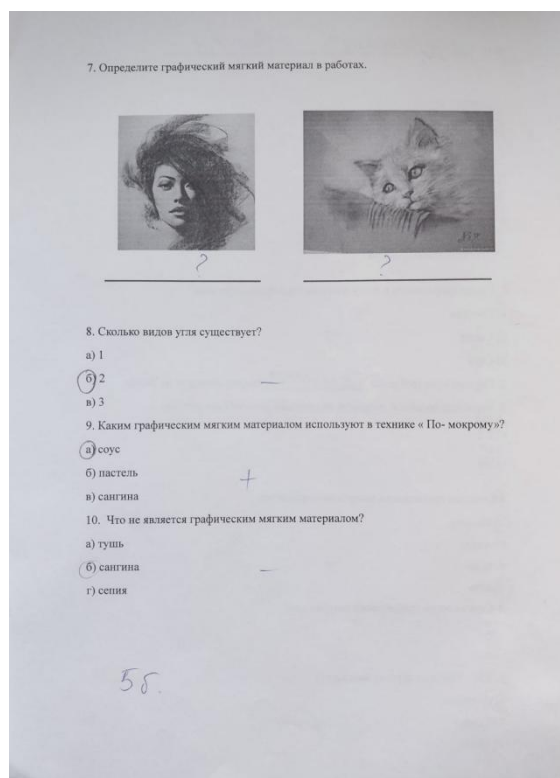 7. Определите графический мягкий материал в работах.
? ?
8. Сколько видов угля существует?
а) 1
б) 2 —
в) 3
9. Каким графическим мягким материалом используют в технике « По- мокрому»?
а) соус
б) пастель +
в) сангина
10. Что не является графическим мягким материалом?
а) тушь
б) сангина —
г) сепия
5 б.